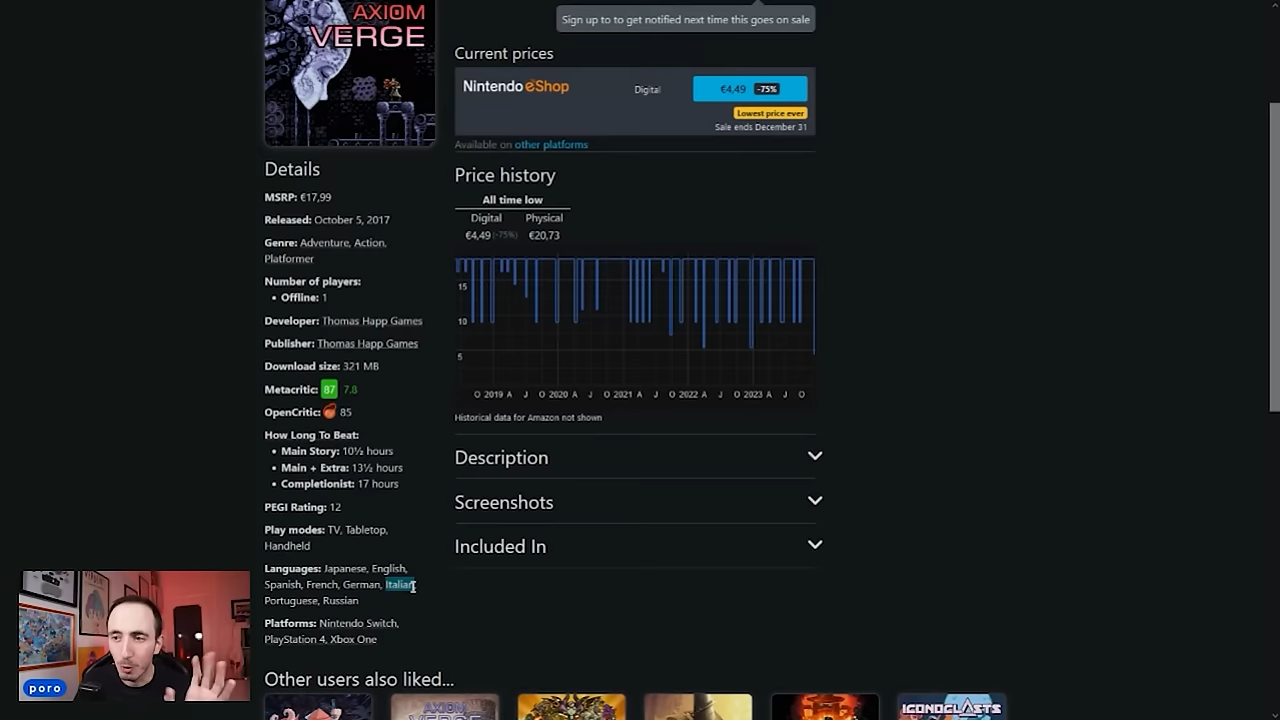 AXIOM
VERGE
Sign up to to get notified next time this goes on sale
Current prices
Nintendo eShop
Digital
€4,49 -75%
Lowest price ever
Sale ends December 31
Available on other platforms
Details
MSRP: €17,99
Released: October 5, 2017
Genre: Adventure, Action,
Platformer
Number of players:
• Offline: 1
Developer: Thomas Happ Games
Publisher: Thomas Happ Games
Download size: 321 MB
Metacritic: 87 7.8
OpenCritic: 85
How Long To Beat:
• Main Story: 10½ hours
• Main + Extra: 13½ hours
• Completionist: 17 hours
PEGI Rating: 12
Play modes: TV, Tabletop,
Handheld
Languages: Japanese, English,
Spanish, French, German, Italian
Portuguese, Russian
Platforms: Nintendo Switch,
PlayStation 4, Xbox One
Price history
All time low
Digital Physical
€4,49 (-75%) €20,73
15
10
5
O 2019 A J O 2020 A J O 2021 A J O 2022 A J O 2023 A J O
Historical data for Amazon not shown
Description
Screenshots
Included In
poro
Other users also liked...
AXIOM
ICONOCLASTS